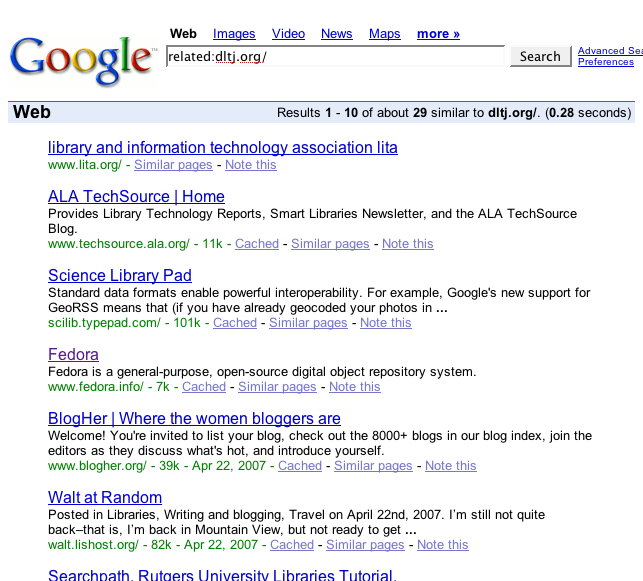 Web Images Video News Maps more »
Google™
related:dltj.org/ Search Advanced Sea
Preferences
Web Results 1 - 10 of about 29 similar to dltj.org/. (0.28 seconds)
library and information technology association lita
www.lita.org/ - Similar pages - Note this
ALA TechSource | Home
Provides Library Technology Reports, Smart Libraries Newsletter, and the ALA TechSource
Blog.
www.techsource.ala.org/ - 11k - Cached - Similar pages - Note this
Science Library Pad
Standard data formats enable powerful interoperability. For example, Google's new support for
GeoRSS means that (if you have already geocoded your photos in ...
scilib.typepad.com/ - 101k - Cached - Similar pages - Note this
Fedora
Fedora is a general-purpose, open-source digital object repository system.
www.fedora.info/ - 7k - Cached - Similar pages - Note this
BlogHer | Where the women bloggers are
Welcome! You're invited to list your blog, check out the 8000+ blogs in our blog index, join the
editors as they discuss what's hot, and introduce yourself.
www.blogher.org/ - 39k - Apr 22, 2007 - Cached - Similar pages - Note this
Walt at Random
Posted in Libraries, Writing and blogging, Travel on April 22nd, 2007. I'm still not quite
back–that is, I'm back in Mountain View, but not ready to get ...
walt.lishost.org/ - 82k - Apr 22, 2007 - Cached - Similar pages - Note this
Searchpath, Rutgers University Libraries Tutorial.